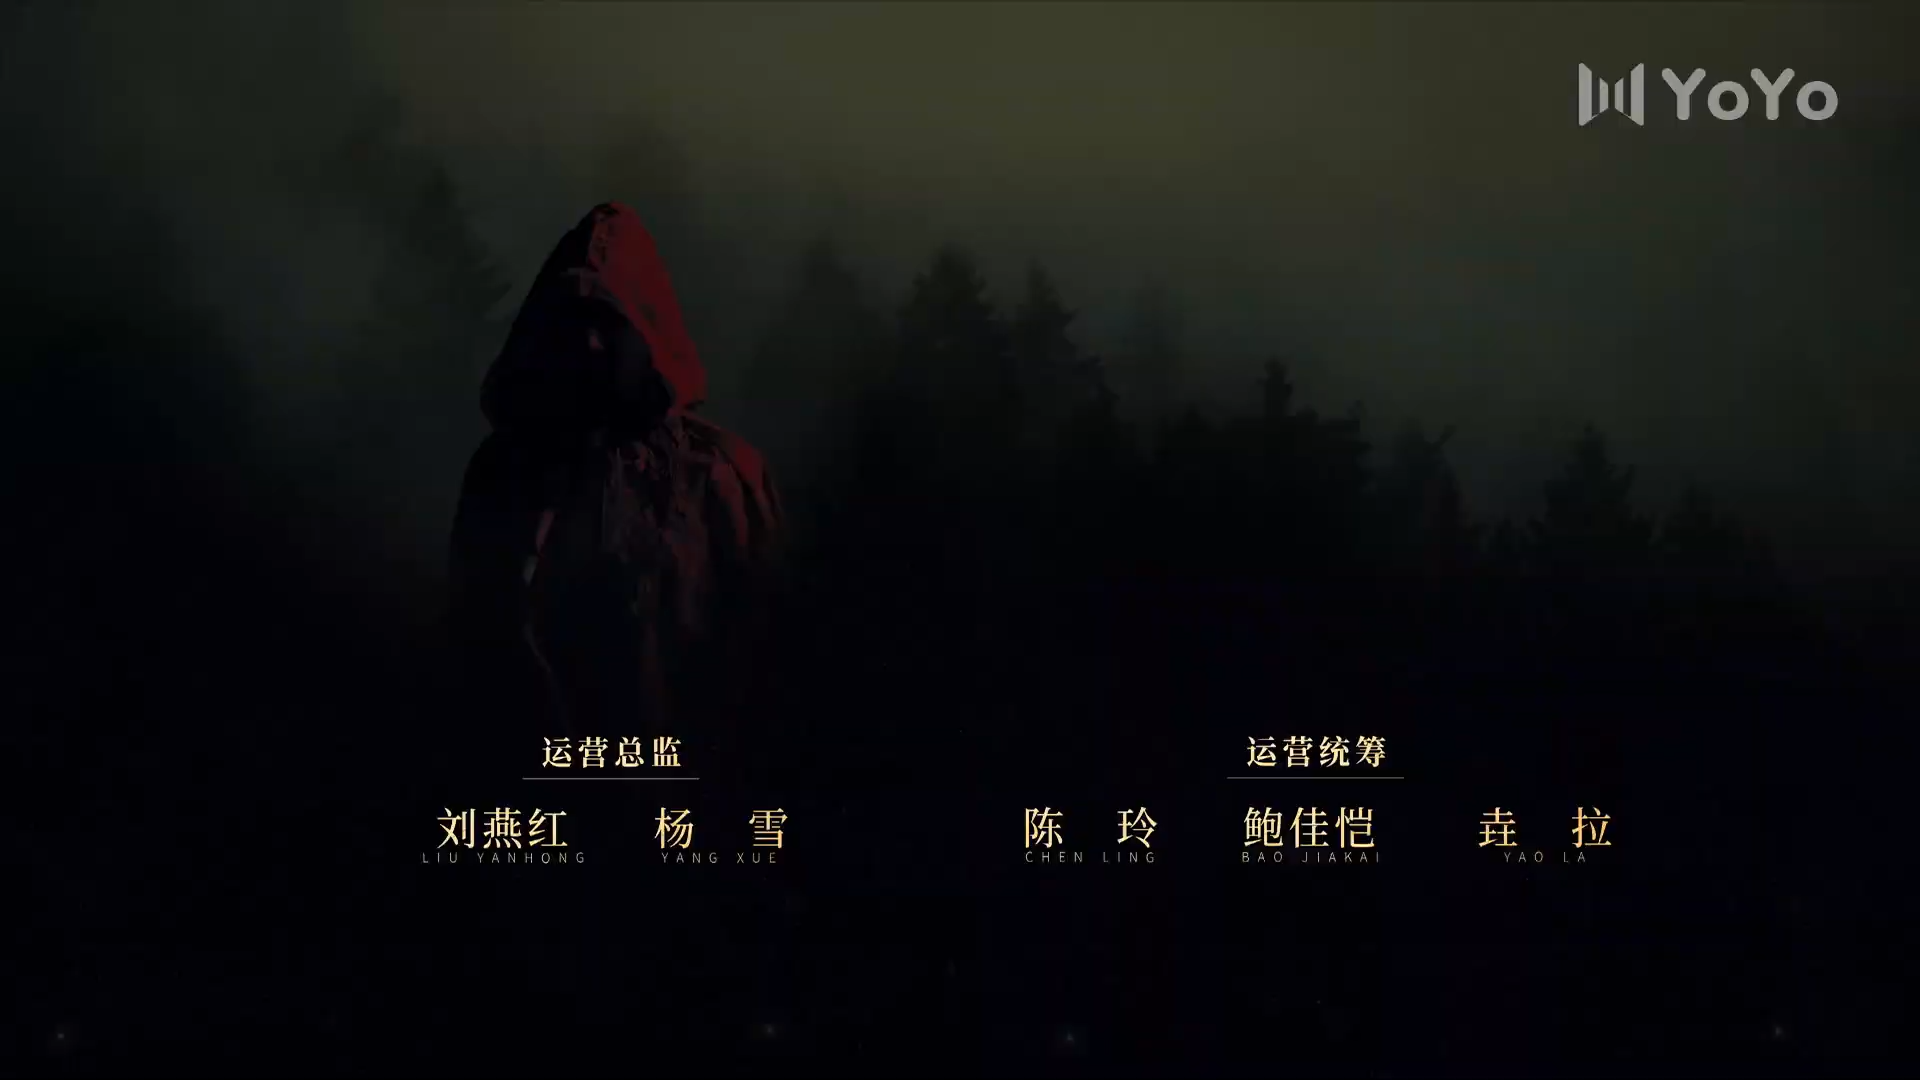 YoYo
运营总监
刘燕红 杨 雪
LIU YANHONG YANG XUE
运营统筹
陈 玲 鲍佳恺 垚 拉
CHEN LING BAO JIAKAI YAO LA